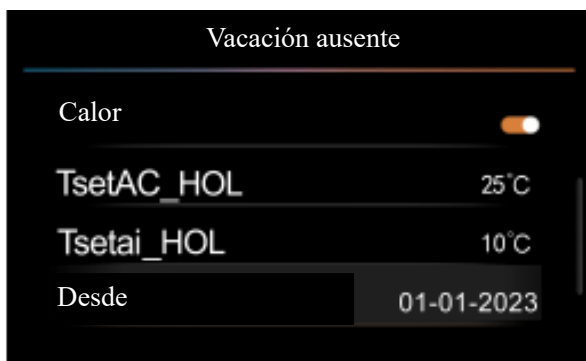 Vacación ausente
Calor
TsetAC_HOL 25°C
Tsetai_HOL 10°C
Desde 01-01-2023